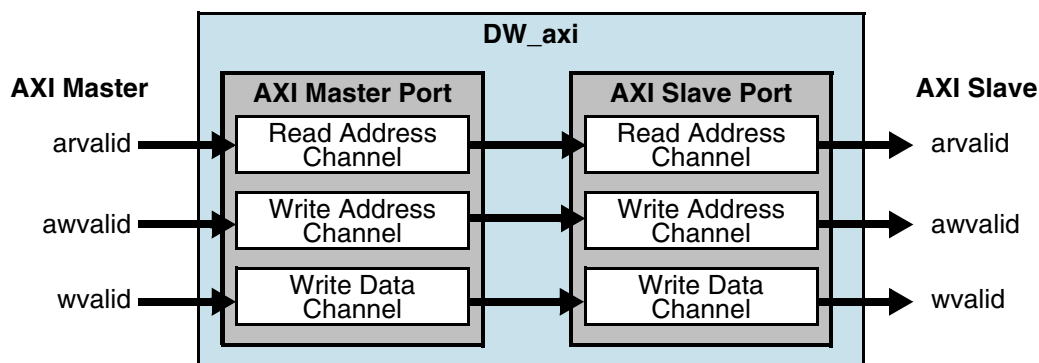 DW_axi
AXI Master
AXI Master Port
AXI Slave Port
AXI Slave
arvalid
Read Address
Channel
Read Address
Channel
arvalid
awvalid
Write Address
Channel
Write Address
Channel
awvalid
wvalid
Write Data
Channel
Write Data
Channel
wvalid